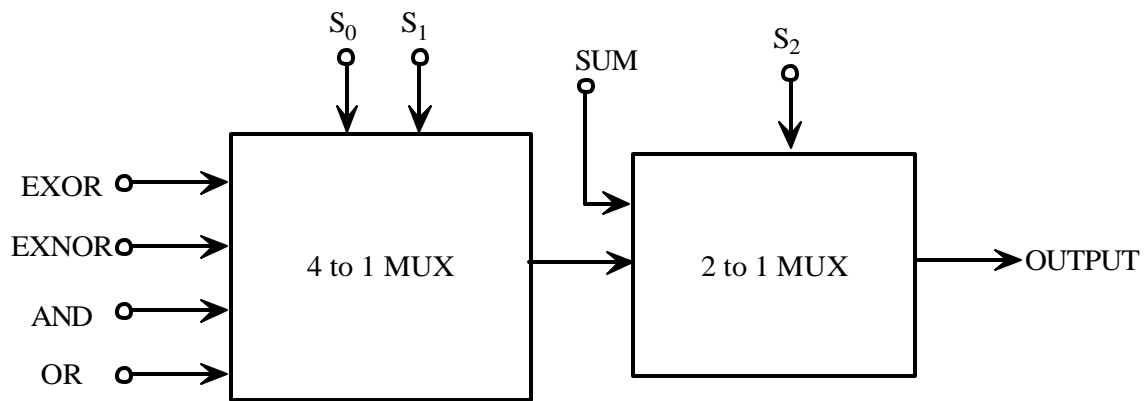 S₀
S₁
SUM
S₂
EXOR
EXNOR
4 to 1 MUX
2 to 1 MUX
OUTPUT
AND
OR